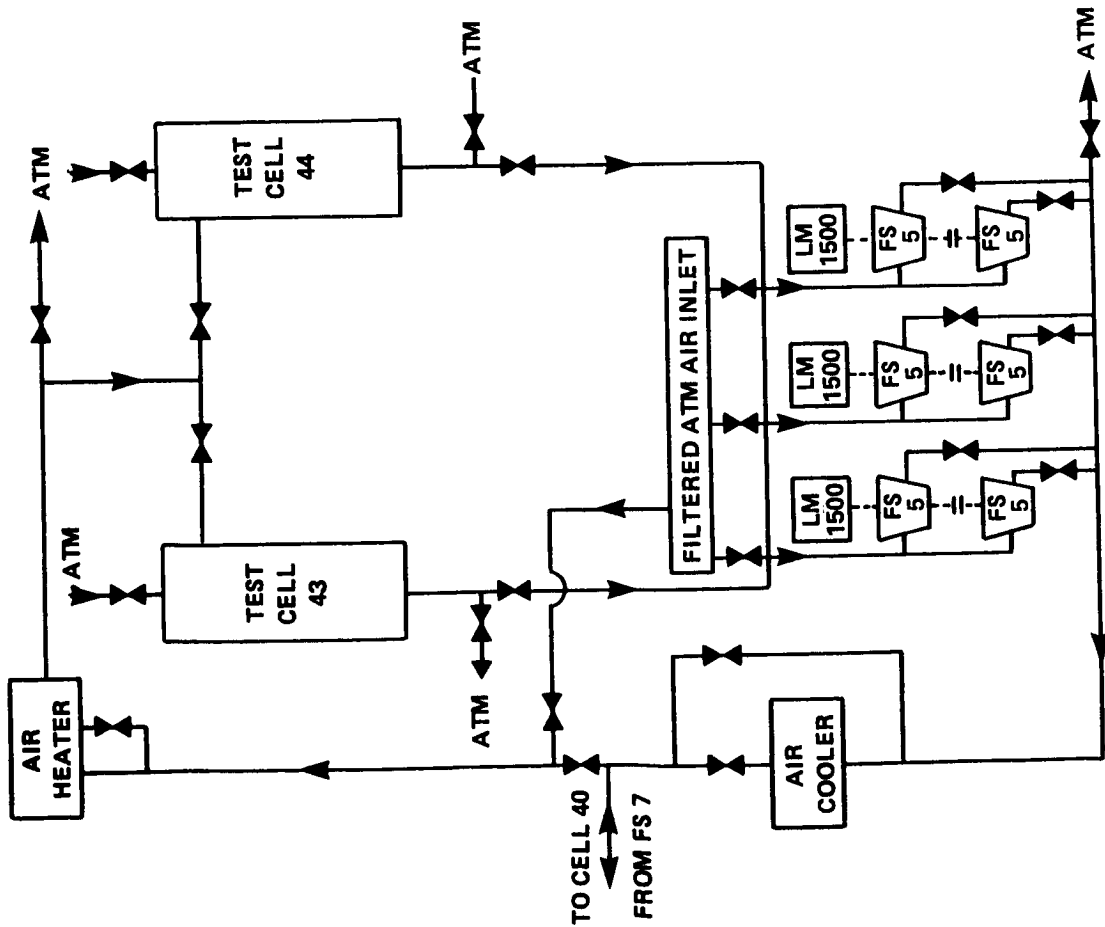 ATM
ATM
ATM
AIR
HEATER
TEST
CELL
43
TEST
CELL
44
ATM
ATM
FILTERED ATM AIR INLET
TO CELL 40
FROM FS 7
AIR
COOLER
LM
1500
FS
5
FS
5
LM
1500
FS
5
FS
5
LM
1500
FS
5
FS
5
ATM